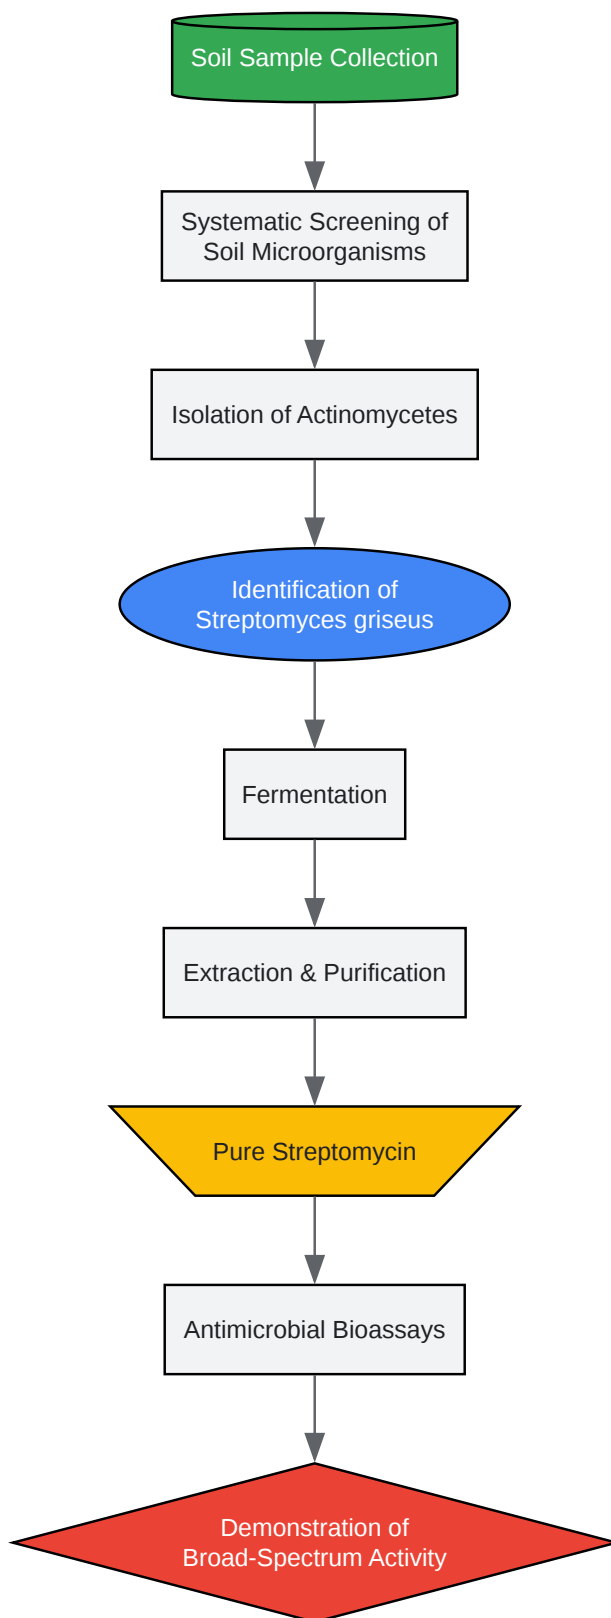 Soil Sample Collection
Systematic Screening of
Soil Microorganisms
Isolation of Actinomycetes
Identification of
Streptomyces griseus
Fermentation
Extraction & Purification
Pure Streptomycin
Antimicrobial Bioassays
Demonstration of
Broad-Spectrum Activity